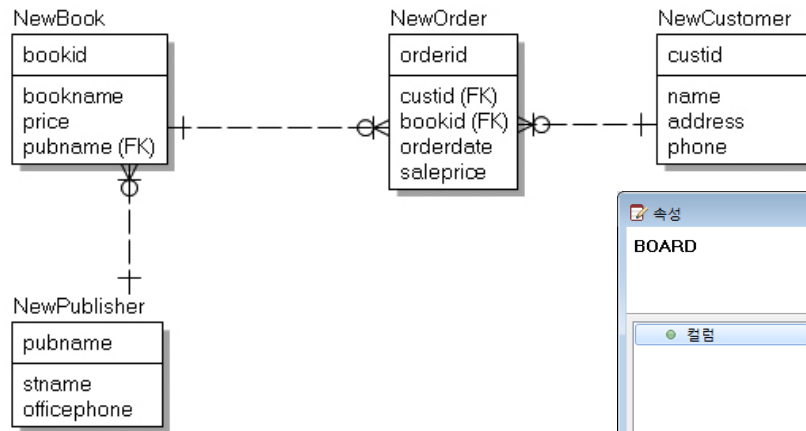 NewBook
bookid
bookname
price
pubname (FK)
NewOrder
orderid
custid (FK)
bookid (FK)
orderdate
saleprice
NewCustomer
custid
name
address
phone
NewPublisher
pubname
stname
officephone
속성
BOARD
컬럼